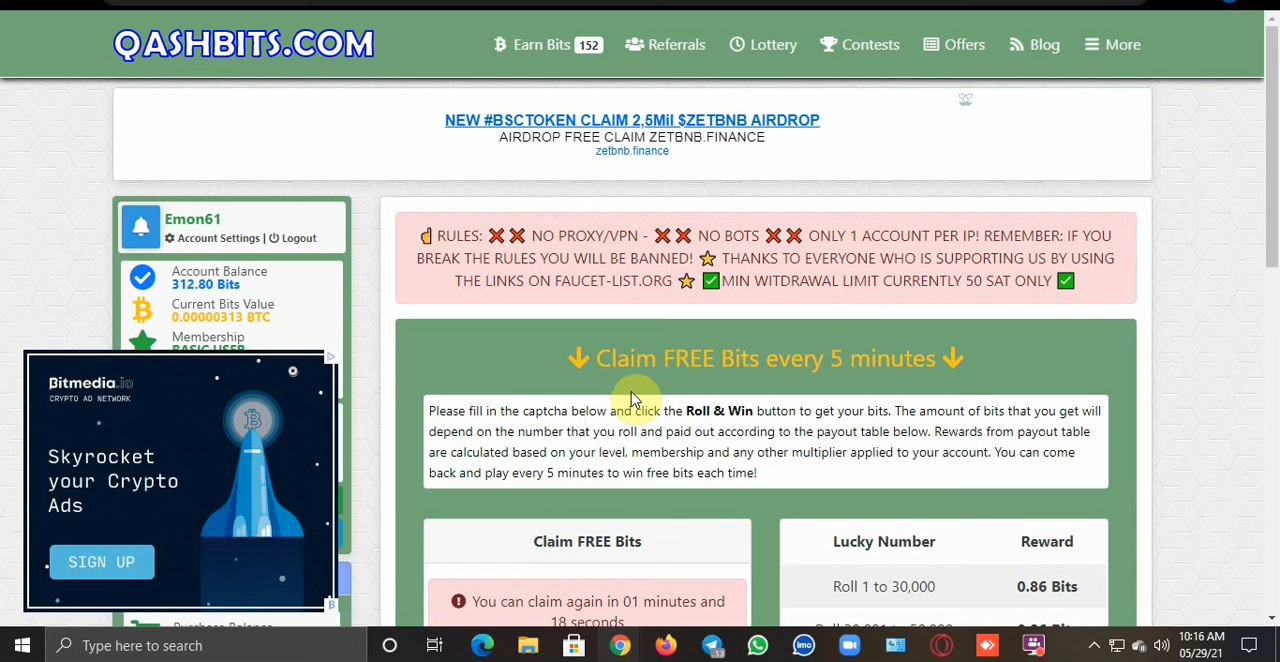 QASHBITS.COM
Earn Bits 152
Referrals
Lottery
Contests
Offers
Blog
More
NEW #BSCTOKEN CLAIM 2,5Mil $ZETBNB AIRDROP
AIRDROP FREE CLAIM ZETBNB.FINANCE
zetbnb.finance
Emon61
Account Settings | Logout
Account Balance
312.80 Bits
Current Bits Value
0.00000313 BTC
Membership
BASIC USER
Bitmedia.io
CRYPTO AD NETWORK
Skyrocket
your Crypto
Ads
SIGN UP
Purchase Balance
☝RULES: ❌❌ NO PROXY/VPN - ❌❌ NO BOTS ❌❌ ONLY 1 ACCOUNT PER IP! REMEMBER: IF YOU
BREAK THE RULES YOU WILL BE BANNED! ⭐ THANKS TO EVERYONE WHO IS SUPPORTING US BY USING
THE LINKS ON FAUCET-LIST.ORG ⭐ ✅MIN WITDRAWAL LIMIT CURRENTLY 50 SAT ONLY ✅
Claim FREE Bits every 5 minutes
Please fill in the captcha below and click the Roll & Win button to get your bits. The amount of bits that you get will
depend on the number that you roll and paid out according to the payout table below. Rewards from payout table
are calculated based on your level, membership and any other multiplier applied to your account. You can come
back and play every 5 minutes to win free bits each time!
Claim FREE Bits
You can claim again in 01 minutes and
18 seconds
Lucky Number Reward
Roll 1 to 30,000 0.86 Bits
Type here to search
53
imo
10:16 AM
05/29/21